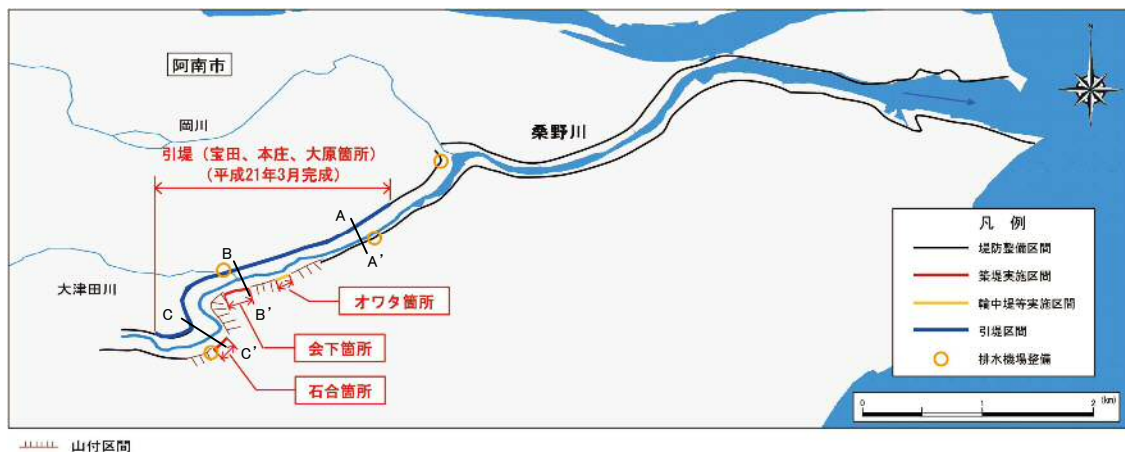 阿南市
岡川
桑野川
引堤（宝田、本庄、大原箇所）
（平成21年3月完成）
A
A'
B
B'
大津田川
C
C'
オワタ箇所
会下箇所
石合箇所
凡 例
堤防整備区間
築堤実施区間
輪中堤等実施区間
引堤区間
排水機場整備
0 1 2 (km)
N
山付区間